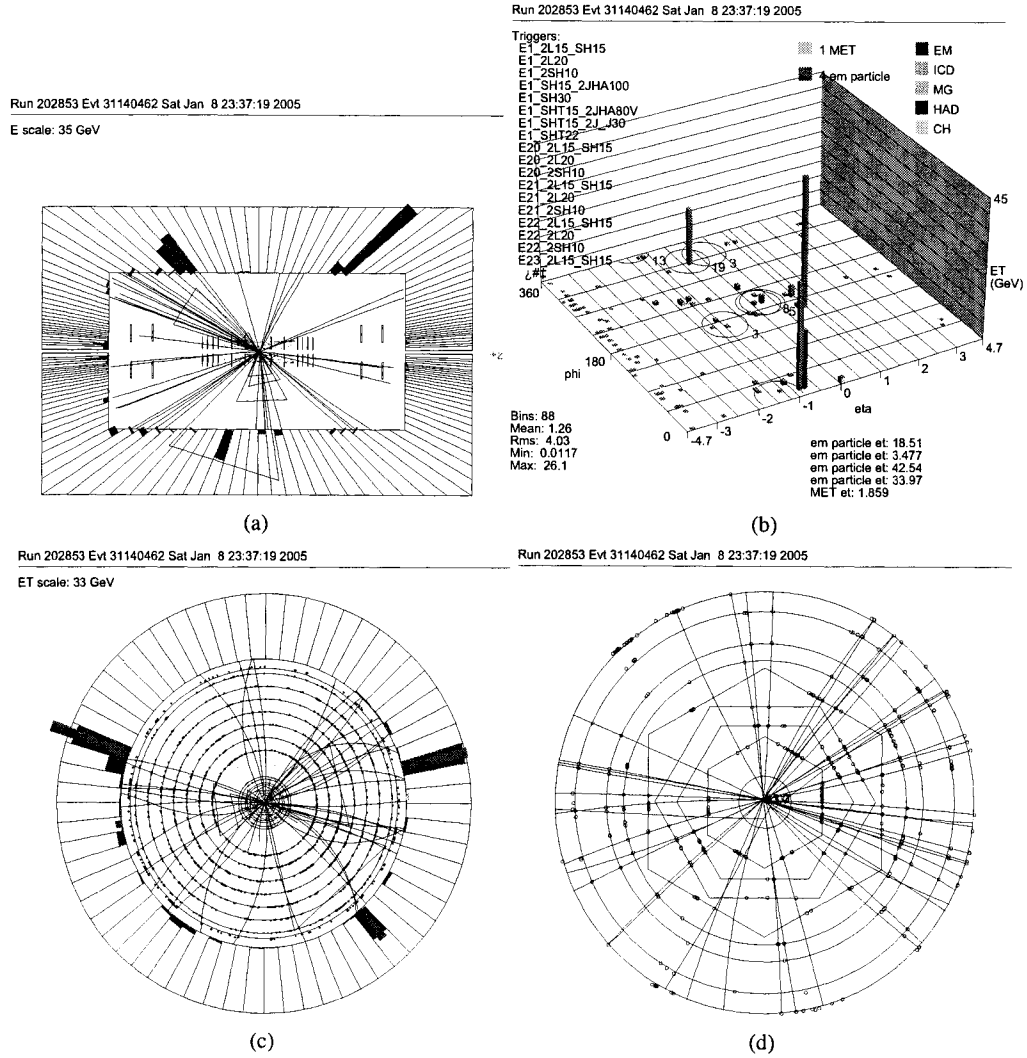 Run 202853 Evt 31140462 Sat Jan 8 23:37:19 2005
E scale: 35 GeV
+z
(a)
Run 202853 Evt 31140462 Sat Jan 8 23:37:19 2005
Triggers:
E1_2L15_SH15
E1_2L20
E1_2SH10
E1_SH15_2JHA100
E1_SH30
E1_SHT15_2JHA80V
E1_SHT15_2J_J30
E1_SHT22
E20_2L15_SH15
E20_2L20
E20_2SH10
E21_2L15_SH15
E21_2L20
E21_2SH10
E22_2L15_SH15
E22_2L20
E22_2SH10
E23_2L15_SH15
1 MET
4 em particle
EM
ICD
MG
HAD
CH
45
ET
(GeV)
13
19
3
3
360
180
phi
0
-4.7
-3
-2
-1
0
1
2
3
4.7
eta
Bins: 88
Mean: 1.26
Rms: 4.03
Min: 0.0117
Max: 26.1
em particle et: 18.51
em particle et: 3.477
em particle et: 42.54
em particle et: 33.97
MET et: 1.859
(b)
Run 202853 Evt 31140462 Sat Jan 8 23:37:19 2005
ET scale: 33 GeV
(c)
Run 202853 Evt 31140462 Sat Jan 8 23:37:19 2005
(d)